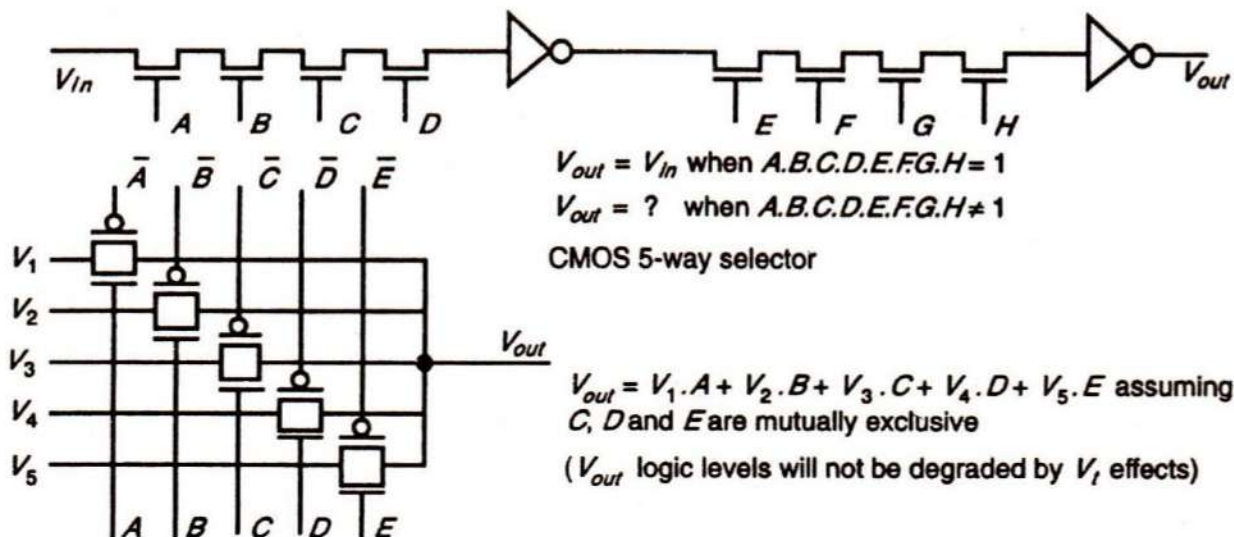 V_in A B C D E F G H V_out
V_out = V_in when A.B.C.D.E.F.G.H = 1
V_out = ? when A.B.C.D.E.F.G.H ≠ 1
CMOS 5-way selector
A̅ B̅ C̅ D̅ E̅
V_1
V_2
V_3
V_4
V_5
V_out
A B C D E
V_out = V_1.A + V_2.B + V_3.C + V_4.D + V_5.E assuming
C, D and E are mutually exclusive
(V_out logic levels will not be degraded by V_t effects)